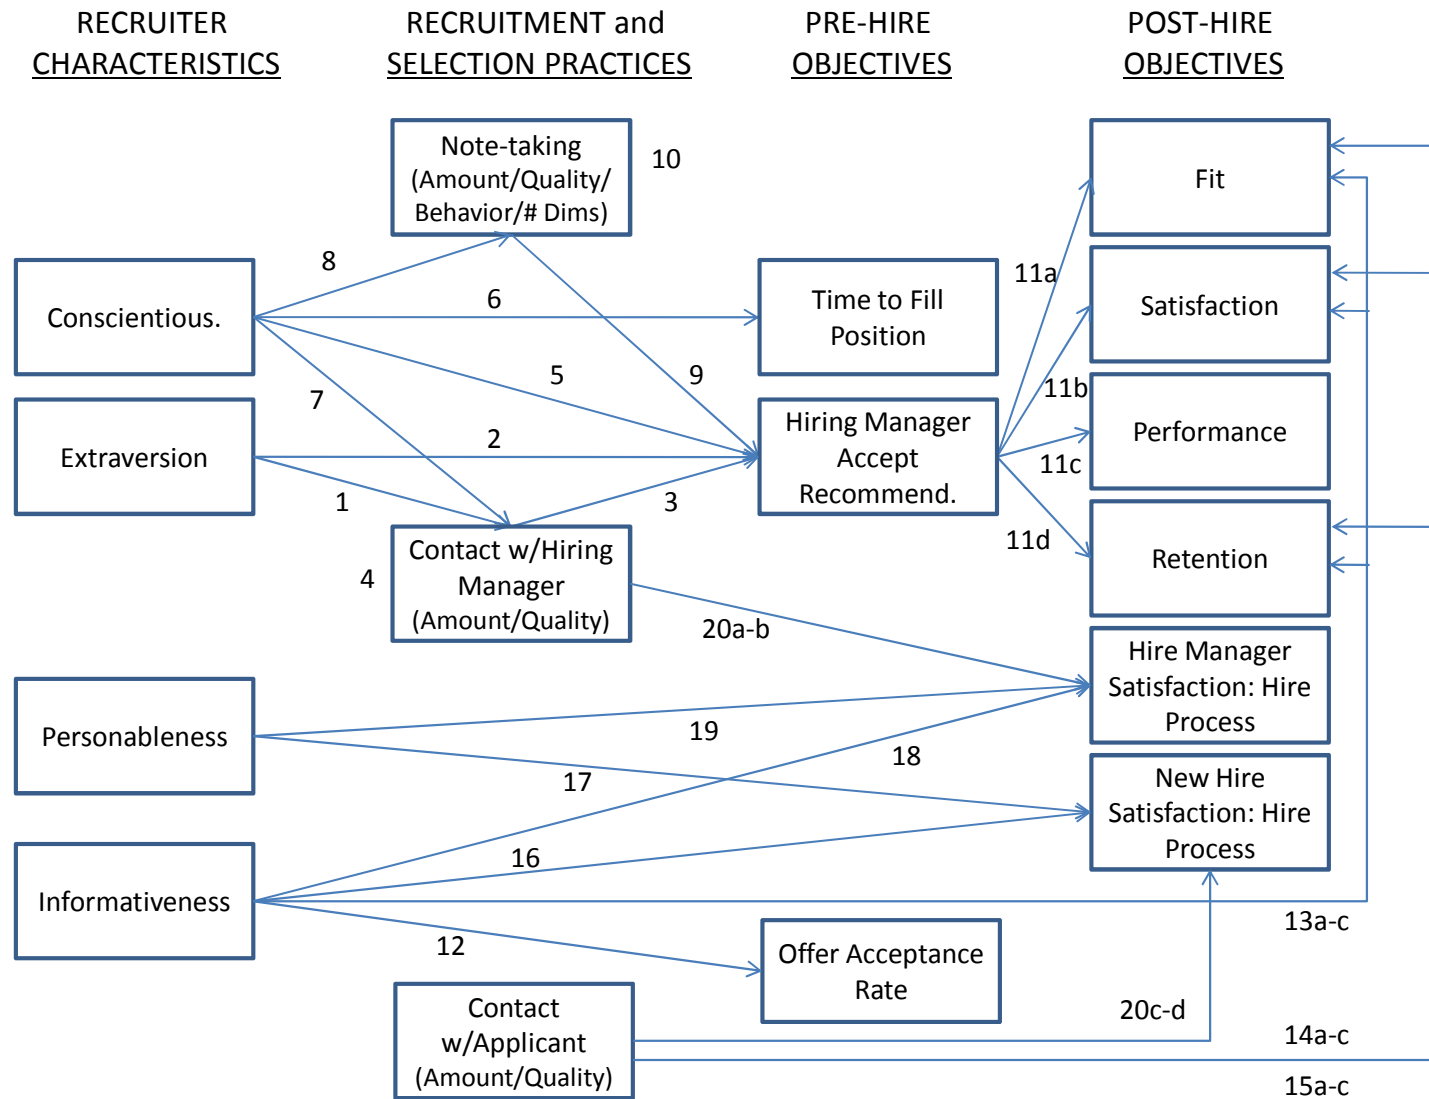 RECRUITER
CHARACTERISTICS
RECRUITMENT and
SELECTION PRACTICES
PRE-HIRE
OBJECTIVES
POST-HIRE
OBJECTIVES
Note-taking
(Amount/Quality/
Behavior/# Dims)
10
Fit
8
Conscientious.
6
Time to Fill
Position
11a
Satisfaction
5
9
7
11b
Extraversion
2
Hiring Manager
Accept
Recommend.
Performance
11c
1
3
11d
4
Contact w/Hiring
Manager
(Amount/Quality)
Retention
20a-b
Hire Manager
Satisfaction: Hire
Process
Personableness
19
18
17
New Hire
Satisfaction: Hire
Process
16
Informativeness
13a-c
12
Offer Acceptance
Rate
Contact
w/Applicant
(Amount/Quality)
20c-d
14a-c
15a-c